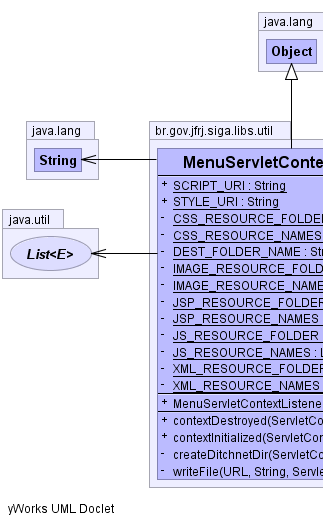 java.lang
Object
java.lang
String
br.gov.jfrj.siga.libs.util
MenuServletConte
+ SCRIPT_URI : String
+ STYLE_URI : String
- CSS_RESOURCE_FOLDER
- CSS_RESOURCE_NAMES
- DEST_FOLDER_NAME : Str
- IMAGE_RESOURCE_FOLD
- IMAGE_RESOURCE_NAME
- JSP_RESOURCE_FOLDER
- JSP_RESOURCE_NAMES
- JS_RESOURCE_FOLDER
- JS_RESOURCE_NAMES : L
- XML_RESOURCE_FOLDER
- XML_RESOURCE_NAMES
+ MenuServletContextListene
+ contextDestroyed(ServletCo
+ contextInitialized(ServletCon
- createDitchnetDir(ServletCo
- writeFile(URL, String, Servle
java.util
List<E>
yWorks UML Doclet